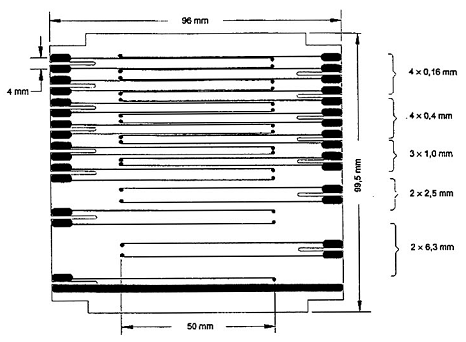 96 mm
4 × 0,16 mm
4 mm
4 × 0,4 mm
3 × 1,0 mm
99,5 mm
2 × 2,5 mm
2 × 6,3 mm
50 mm